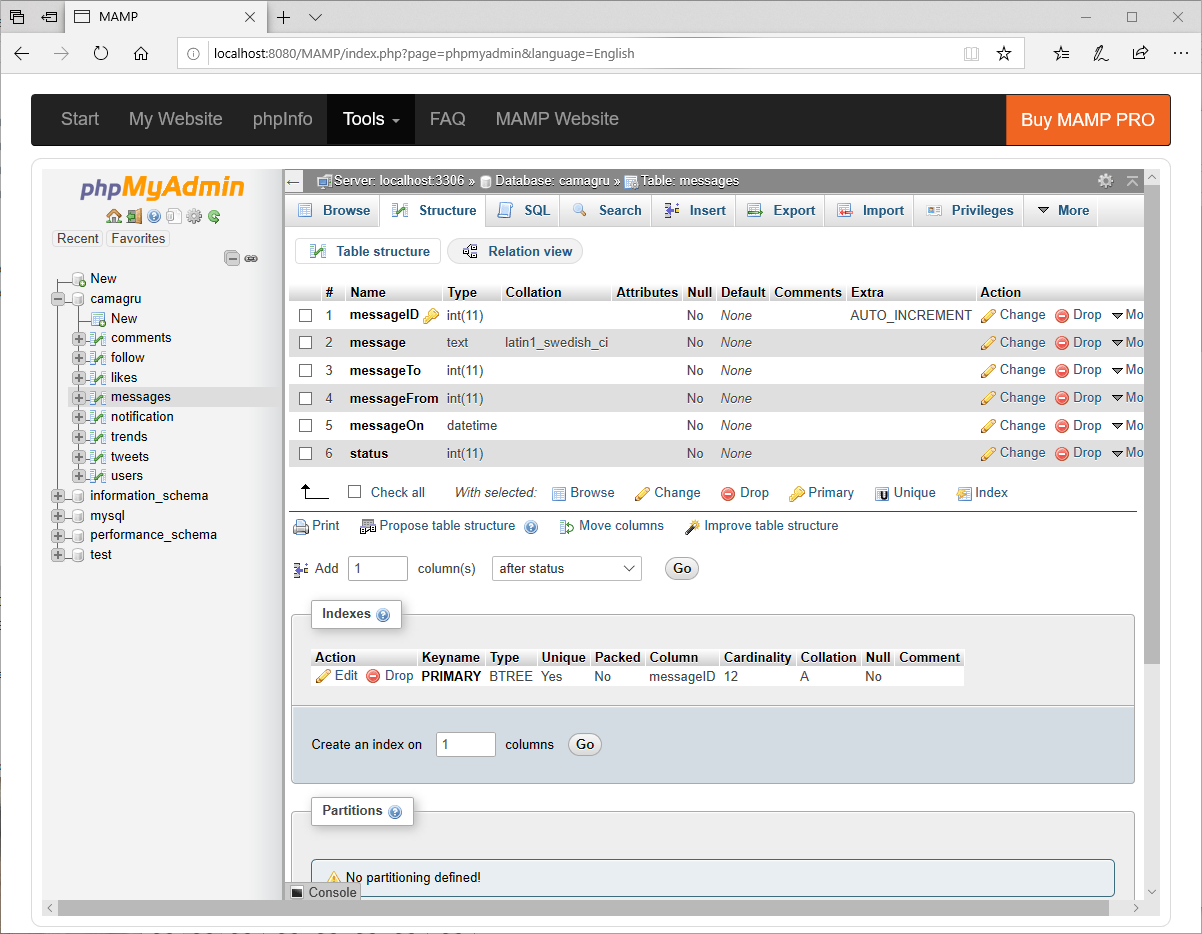 MAMP
localhost:8080/MAMP/index.php?page=phpmyadmin&language=English
Start My Website phpInfo Tools FAQ MAMP Website Buy MAMP PRO
phpMyAdmin
Recent Favorites
New
camagru
New
comments
follow
likes
messages
notification
trends
tweets
users
information_schema
mysql
performance_schema
test
Server: localhost:3306 » Database: camagru » Table: messages
Browse Structure SQL Search Insert Export Import Privileges More
Table structure Relation view
# Name Type Collation Attributes Null Default Comments Extra Action
1 messageID int(11) No None AUTO_INCREMENT Change Drop Mo
2 message text latin1_swedish_ci No None Change Drop Mo
3 messageTo int(11) No None Change Drop Mo
4 messageFrom int(11) No None Change Drop Mo
5 messageOn datetime No None Change Drop Mo
6 status int(11) No None Change Drop Mo
Check all With selected: Browse Change Drop Primary Unique Index
Print Propose table structure Move columns Improve table structure
Add 1 column(s) after status Go
Indexes
Action Keyname Type Unique Packed Column Cardinality Collation Null Comment
Edit Drop PRIMARY BTREE Yes No messageID 12 A No
Create an index on 1 columns Go
Partitions
No partitioning defined!
Console